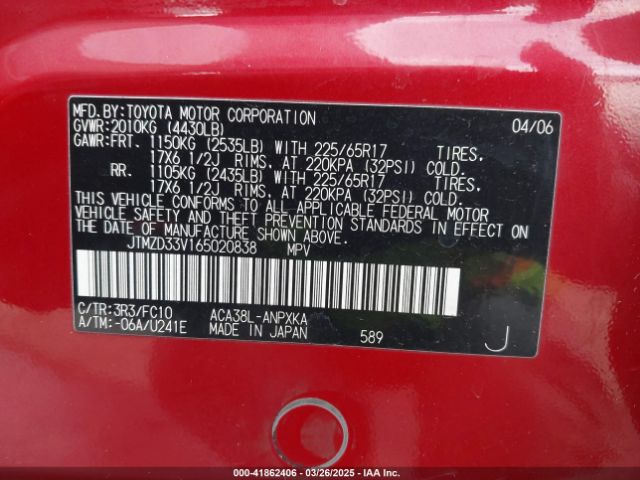 MFD.BY:TOYOTA MOTOR CORPORATION 04/06
GVWR:2010KG (4430LB)
GAWR:FRT. 1150KG (2535LB) WITH 225/65R17 TIRES,
17X6 1/2J RIMS, AT 220KPA (32PSI) COLD.
RR. 1105KG (2435LB) WITH 225/65R17 TIRES,
17X6 1/2J RIMS, AT 220KPA (32PSI) COLD.
THIS VEHICLE CONFORMS TO ALL APPLICABLE FEDERAL MOTOR
VEHICLE SAFETY AND THEFT PREVENTION STANDARDS IN EFFECT ON
THE DATE OF MANUFACTURE SHOWN ABOVE.
JTMZD33V165020838 MPV
C/TR:3R3/FC10 ACA38L-ANPXKA
A/TM:-06A/U241E MADE IN JAPAN 589 J
000-41862406 - 03/26/2025 - IAA Inc.